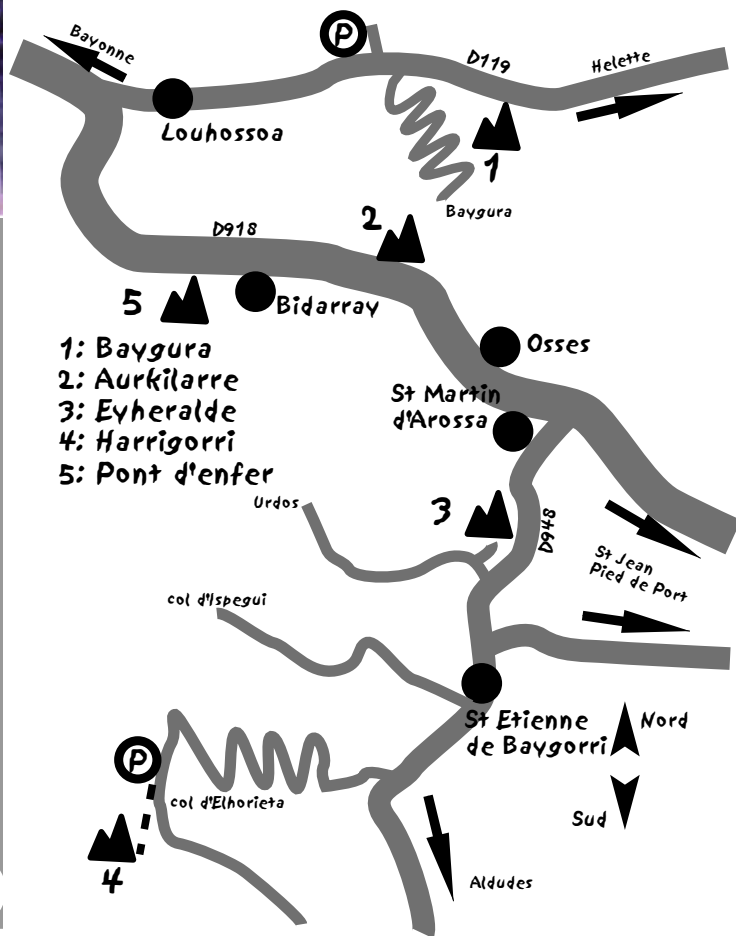 P
Bayonne
D119
Helette
Louhossoa
1
Baygura
2
D918
5
Bidarray
1: Baygura
2: Aurkilarre
3: Eyheralde
4: Harrigorri
5: Pont d'enfer
Osses
St Martin
d'Arossa
Urdos
3
D948
St Jean
Pied de Port
col d'Ispegui
St Etienne
de Baygorri
Nord
Sud
P
col d'Elhorieta
4
Aldudes